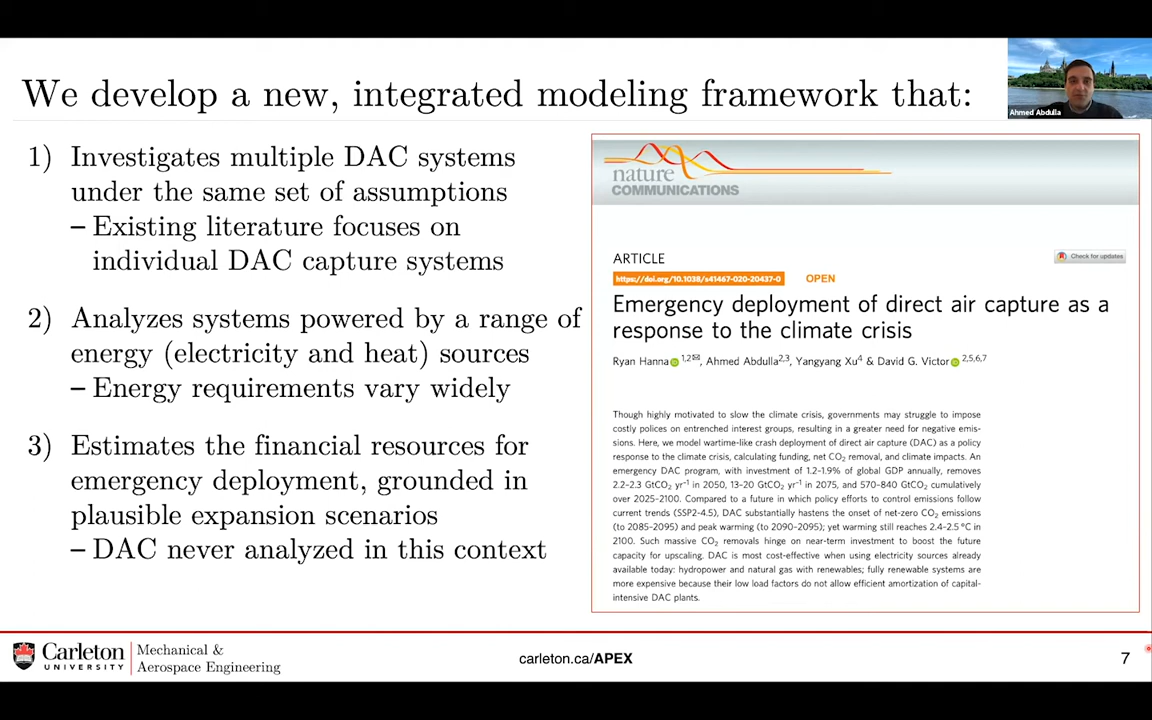 We develop a new, integrated modeling framework that:
Ahmed Abdulla
1) Investigates multiple DAC systems
under the same set of assumptions
– Existing literature focuses on
individual DAC capture systems
2) Analyzes systems powered by a range of
energy (electricity and heat) sources
– Energy requirements vary widely
3) Estimates the financial resources for
emergency deployment, grounded in
plausible expansion scenarios
– DAC never analyzed in this context
nature
COMMUNICATIONS
ARTICLE
Check for updates
https://doi.org/10.1038/s41467-020-20437-0 OPEN
Emergency deployment of direct air capture as a
response to the climate crisis
Ryan Hanna 1,2✉, Ahmed Abdulla2,3, Yangyang Xu4 & David G. Victor 2,5,6,7
Though highly motivated to slow the climate crisis, governments may struggle to impose
costly polices on entrenched interest groups, resulting in a greater need for negative emis-
sions. Here, we model wartime-like crash deployment of direct air capture (DAC) as a policy
response to the climate crisis, calculating funding, net CO2 removal, and climate impacts. An
emergency DAC program, with investment of 1.2–1.9% of global GDP annually, removes
2.2–2.3 GtCO2 yr−1 in 2050, 13–20 GtCO2 yr−1 in 2075, and 570–840 GtCO2 cumulatively
over 2025–2100. Compared to a future in which policy efforts to control emissions follow
current trends (SSP2-4.5), DAC substantially hastens the onset of net-zero CO2 emissions
(to 2085–2095) and peak warming (to 2090–2095); yet warming still reaches 2.4–2.5 °C in
2100. Such massive CO2 removals hinge on near-term investment to boost the future
capacity for upscaling. DAC is most cost-effective when using electricity sources already
available today: hydropower and natural gas with renewables; fully renewable systems are
more expensive because their low load factors do not allow efficient amortization of capital-
intensive DAC plants.
Carleton
UNIVERSITY
Mechanical &
Aerospace Engineering
carleton.ca/APEX
7